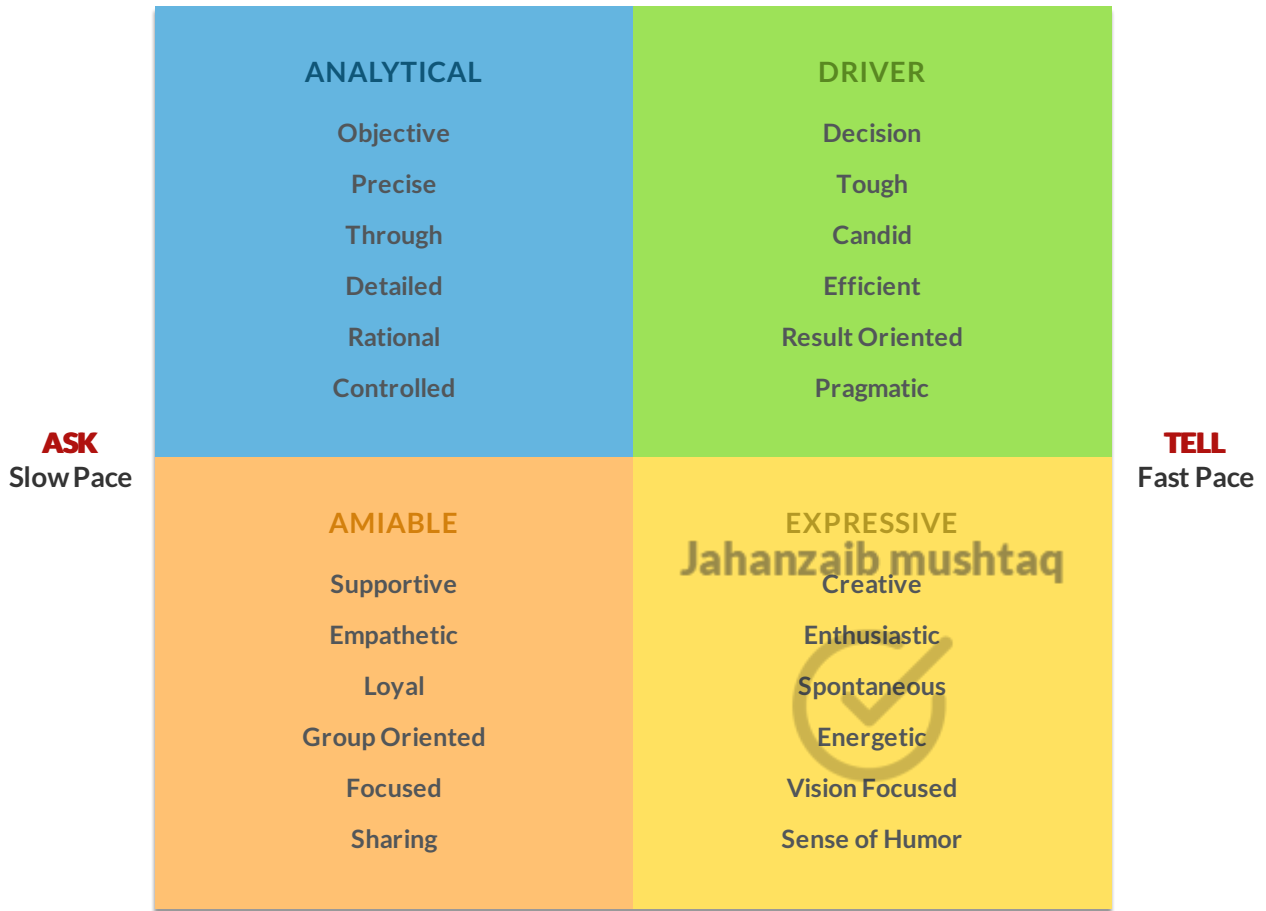 ANALYTICAL
Objective
Precise
Through
Detailed
Rational
Controlled
DRIVER
Decision
Tough
Candid
Efficient
Result Oriented
Pragmatic
ASK
Slow Pace
TELL
Fast Pace
AMIABLE
Supportive
Empathetic
Loyal
Group Oriented
Focused
Sharing
EXPRESSIVE
Jahanzaib mushtaq
Creative
Enthusiastic
Spontaneous
Energetic
Vision Focused
Sense of Humor